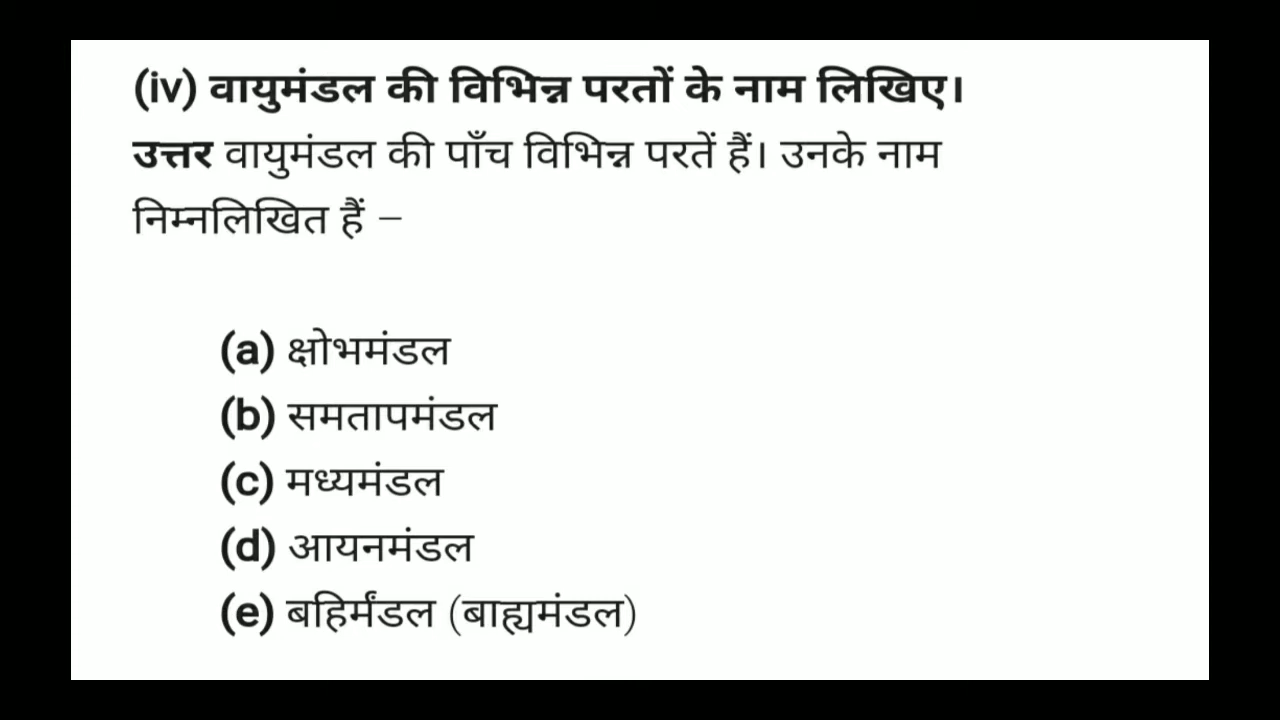 (iv) वायुमंडल की विभिन्न परतों के नाम लिखिए।
उत्तर वायुमंडल की पाँच विभिन्न परतें हैं। उनके नाम
निम्नलिखित हैं –
(a) क्षोभमंडल
(b) समतापमंडल
(c) मध्यमंडल
(d) आयनमंडल
(e) बहिर्मंडल (बाह्यमंडल)